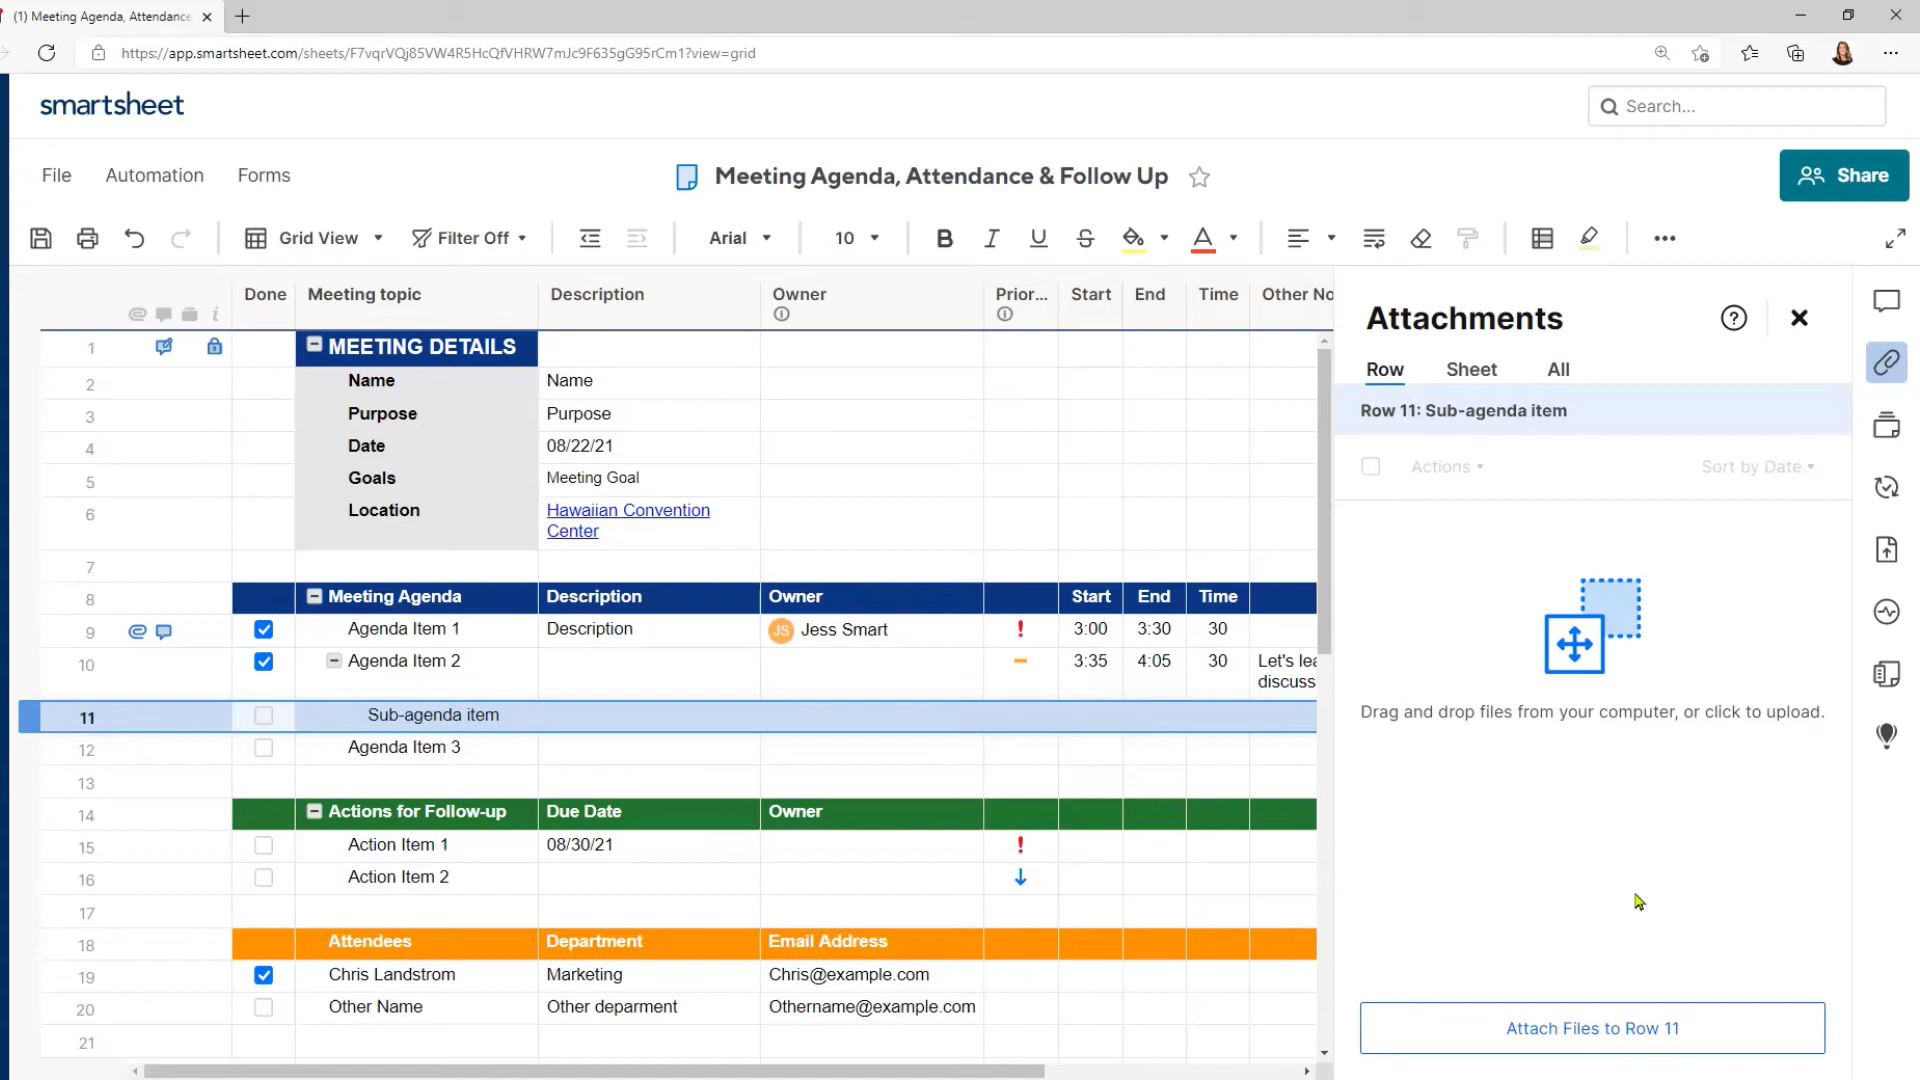 (1) Meeting Agenda, Attendance
https://app.smartsheet.com/sheets/F7vqrVQj85VW4R5HcQfVHRW7mJc9F635gG95rCm1?view=grid
smartsheet
Search...
File Automation Forms
Meeting Agenda, Attendance & Follow Up
Share
Grid View Filter Off Arial 10 B I U S A
Done Meeting topic Description Owner Prior... Start End Time Other No
1 MEETING DETAILS
2 Name Name
3 Purpose Purpose
4 Date 08/22/21
5 Goals Meeting Goal
6 Location Hawaiian Convention
Center
7
8 Meeting Agenda Description Owner Start End Time
9 Agenda Item 1 Description JS Jess Smart 3:00 3:30 30
10 Agenda Item 2 3:35 4:05 30 Let's lea
discuss
11 Sub-agenda item
12 Agenda Item 3
13
14 Actions for Follow-up Due Date Owner
15 Action Item 1 08/30/21
16 Action Item 2
17
18 Attendees Department Email Address
19 Chris Landstrom Marketing Chris@example.com
20 Other Name Other deparment Othername@example.com
21
Attachments
Row Sheet All
Row 11: Sub-agenda item
Actions Sort by Date
Drag and drop files from your computer, or click to upload.
Attach Files to Row 11